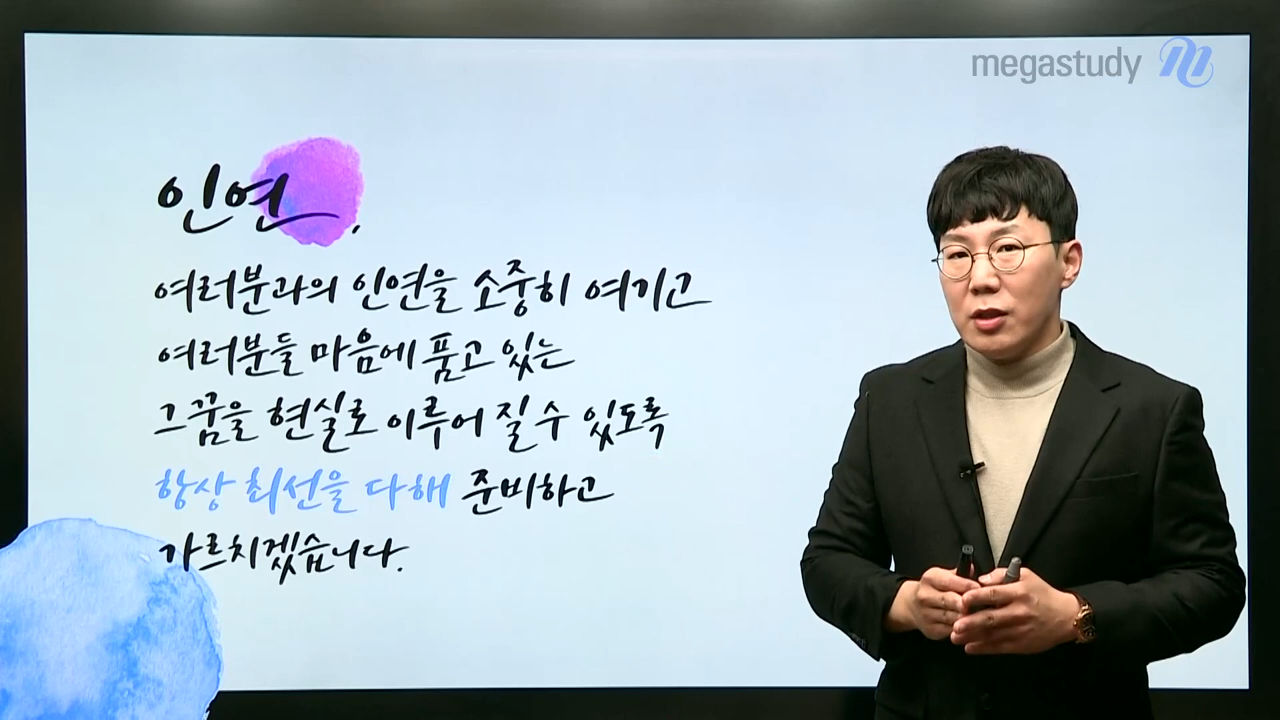 megastudy
인연.
여러분과의 인연을 소중히 여기고
여러분들 마음에 품고 있는
그 꿈을 현실로 이루어 질 수 있도록
항상 최선을 다해 준비하고
가르치겠습니다.